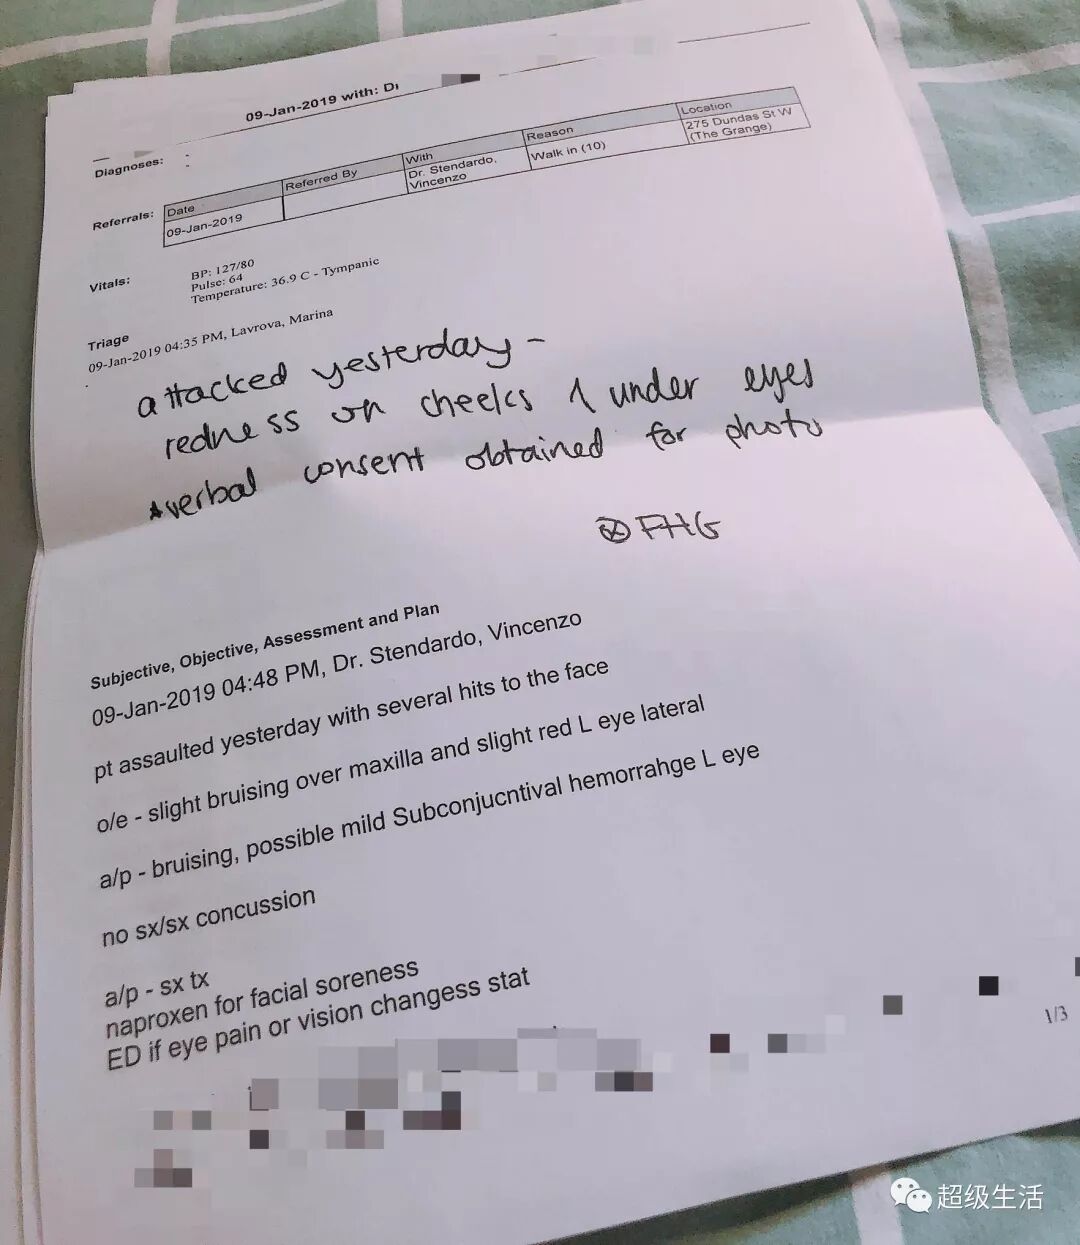 09-Jan-2019 with: Dr
Diagnoses: :
Referrals:
Date Referred By With Reason Location
09-Jan-2019 Dr. Stendardo, Vincenzo Walk in (10) 275 Dundas St W (The Grange)
Vitals: BP: 127/80
Pulse: 64
Temperature: 36.9 C - Tympanic
Triage
09-Jan-2019 04:35 PM, Lavrova, Marina
attacked yesterday -
redness on cheeks & under eyes
*verbal consent obtained for photo
FHG
Subjective, Objective, Assessment and Plan
09-Jan-2019 04:48 PM, Dr. Stendardo, Vincenzo
pt assaulted yesterday with several hits to the face
o/e - slight bruising over maxilla and slight red L eye lateral
a/p - bruising, possible mild Subconjucntival hemorrahge L eye
no sx/sx concussion
a/p - sx tx
naproxen for facial soreness
ED if eye pain or vision changess stat
1/3
超级生活